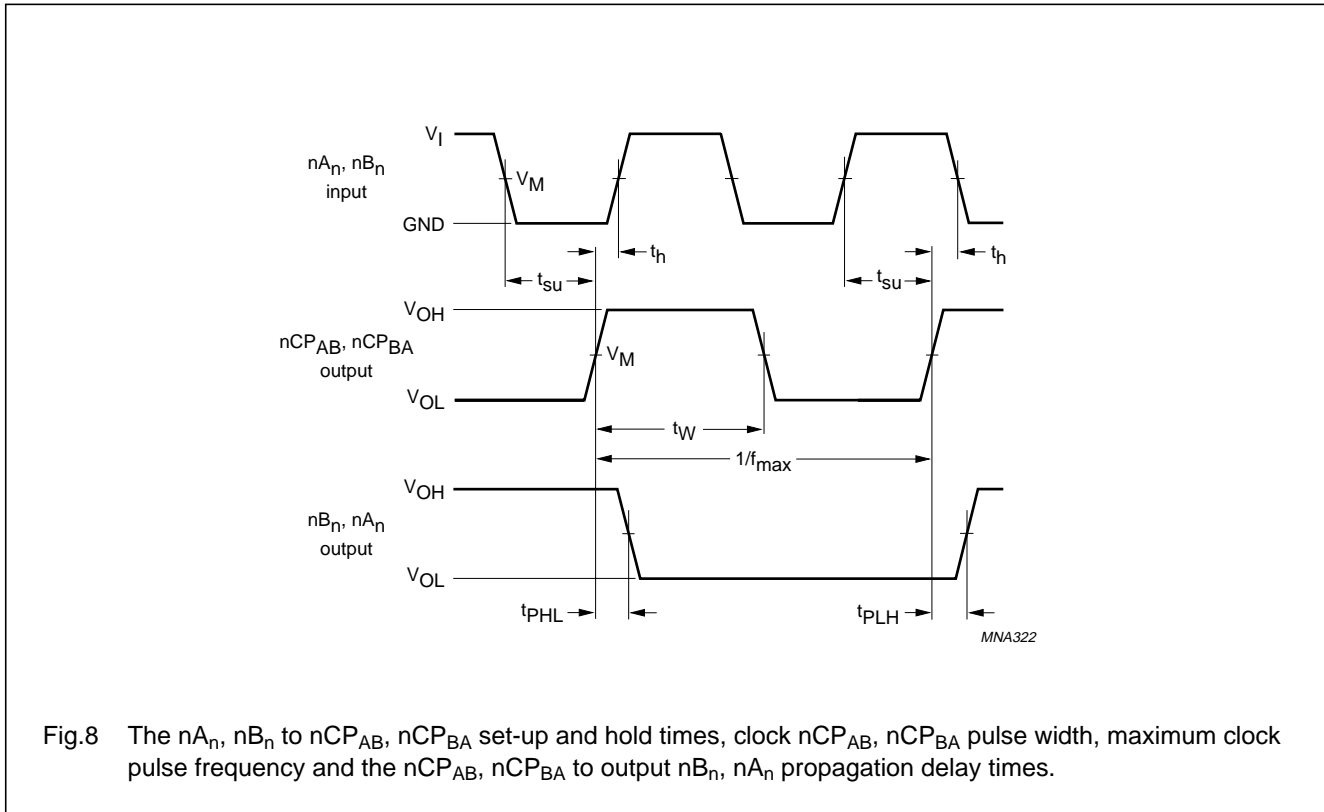 V_I
nA_n, nB_n
input
V_M
GND
t_h
t_h
t_su
t_su
V_OH
nCP_AB, nCP_BA
output
V_M
V_OL
t_W
1/f_max
V_OH
nB_n, nA_n
output
V_OL
t_PHL
t_PLH
MNA322
Fig.8 The nA_n, nB_n to nCP_AB, nCP_BA set-up and hold times, clock nCP_AB, nCP_BA pulse width, maximum clock
pulse frequency and the nCP_AB, nCP_BA to output nB_n, nA_n propagation delay times.